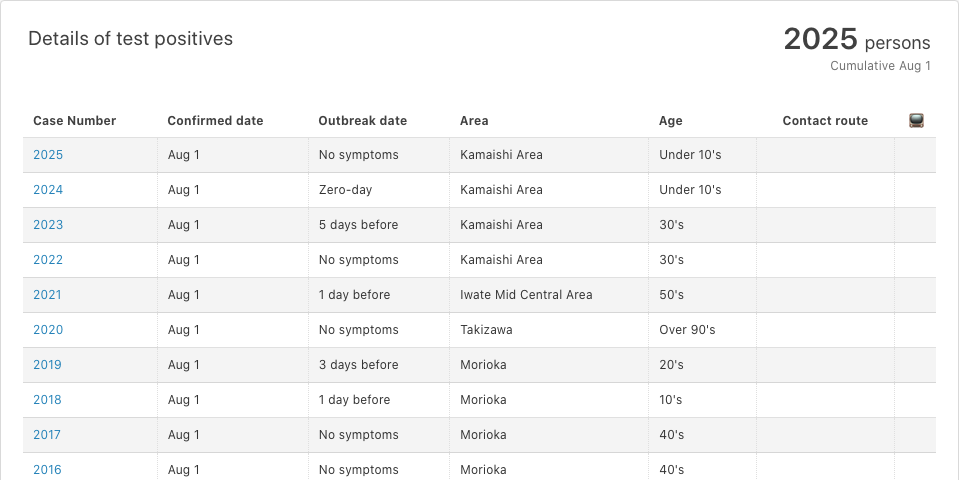 Details of test positives
2025 persons
Cumulative Aug 1
Case Number Confirmed date Outbreak date Area Age Contact route
2025 Aug 1 No symptoms Kamaishi Area Under 10's
2024 Aug 1 Zero-day Kamaishi Area Under 10's
2023 Aug 1 5 days before Kamaishi Area 30's
2022 Aug 1 No symptoms Kamaishi Area 30's
2021 Aug 1 1 day before Iwate Mid Central Area 50's
2020 Aug 1 No symptoms Takizawa Over 90's
2019 Aug 1 3 days before Morioka 20's
2018 Aug 1 1 day before Morioka 10's
2017 Aug 1 No symptoms Morioka 40's
2016 Aug 1 No symptoms Morioka 40's